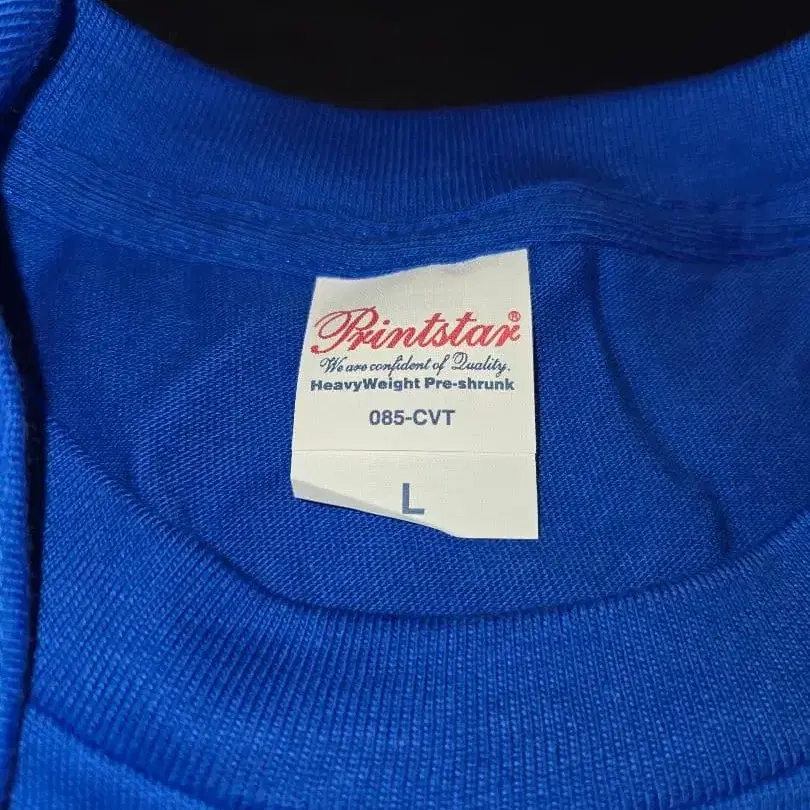 Printstar®
We are confident of Quality.
HeavyWeight Pre-shrunk
085-CVT
L